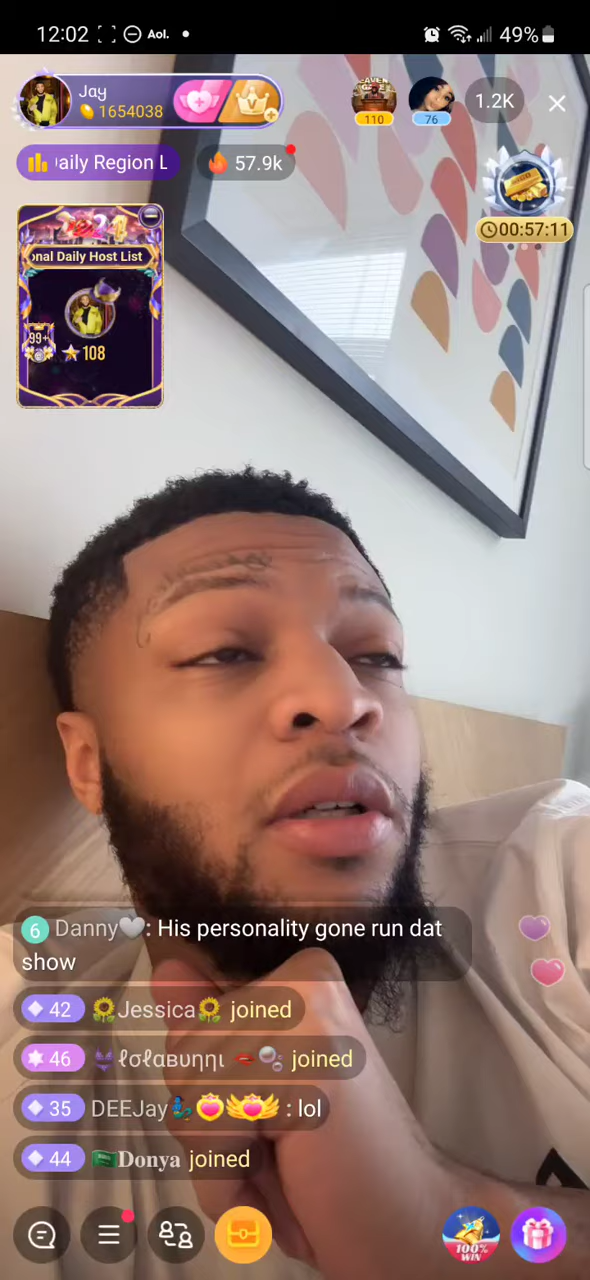 12:02 Aol. 49%
Jay
1654038
110
76
1.2K
aily Region L
57.9k
00:57:11
onal Daily Host List
99+
108
6 Danny🤍: His personality gone run dat
show
42 🌻Jessica🌻 joined
46 👙ℓσℓαвυηηι 💋🫧 joined
35 DEEJay🧞‍♂️💖💖 : lol
44 🇸🇦𝐃𝐨𝐧𝐲𝐚 joined
100%
WIN